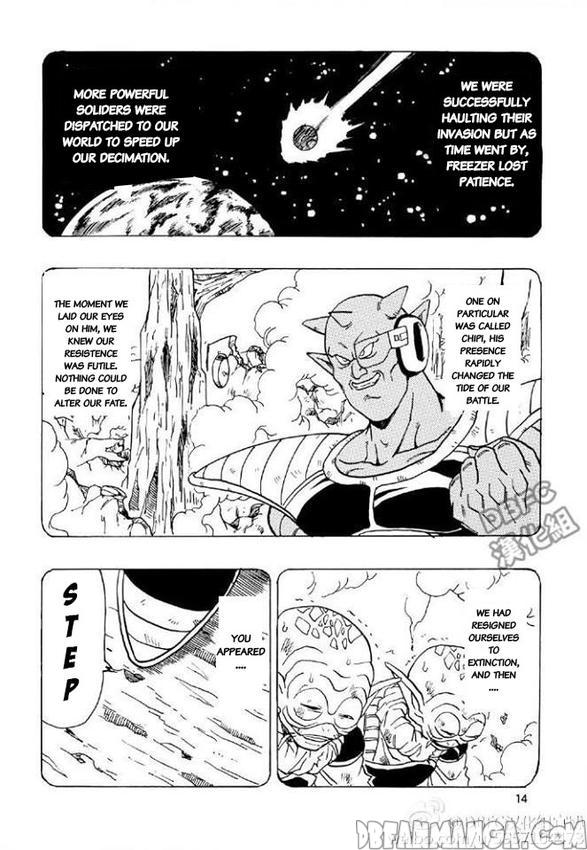 WE WERE
SUCCESSFULLY
HAULTING THEIR
INVASION BUT AS
TIME WENT BY,
FREEZER LOST
PATIENCE.
MORE POWERFUL
SOLIDERS WERE
DISPATCHED TO OUR
WORLD TO SPEED UP
OUR DECIMATION.
ONE ON
PARTICULAR
WAS CALLED
CHIPI, HIS
PRESENCE
RAPIDLY
CHANGED THE
TIDE OF OUR
BATTLE.
THE MOMENT WE
LAID OUR EYES
ON HIM, WE
KNEW OUR
RESISTENCE
WAS FUTILE.
NOTHING COULD
BE DONE TO
ALTER OUR FATE.
DBFC
漢化組
WE HAD
RESIGNED
OURSELVES
TO
EXTINCTION,
AND THEN
....
YOU
APPEARED
....
STEP
14
DBFANMANGA.COM